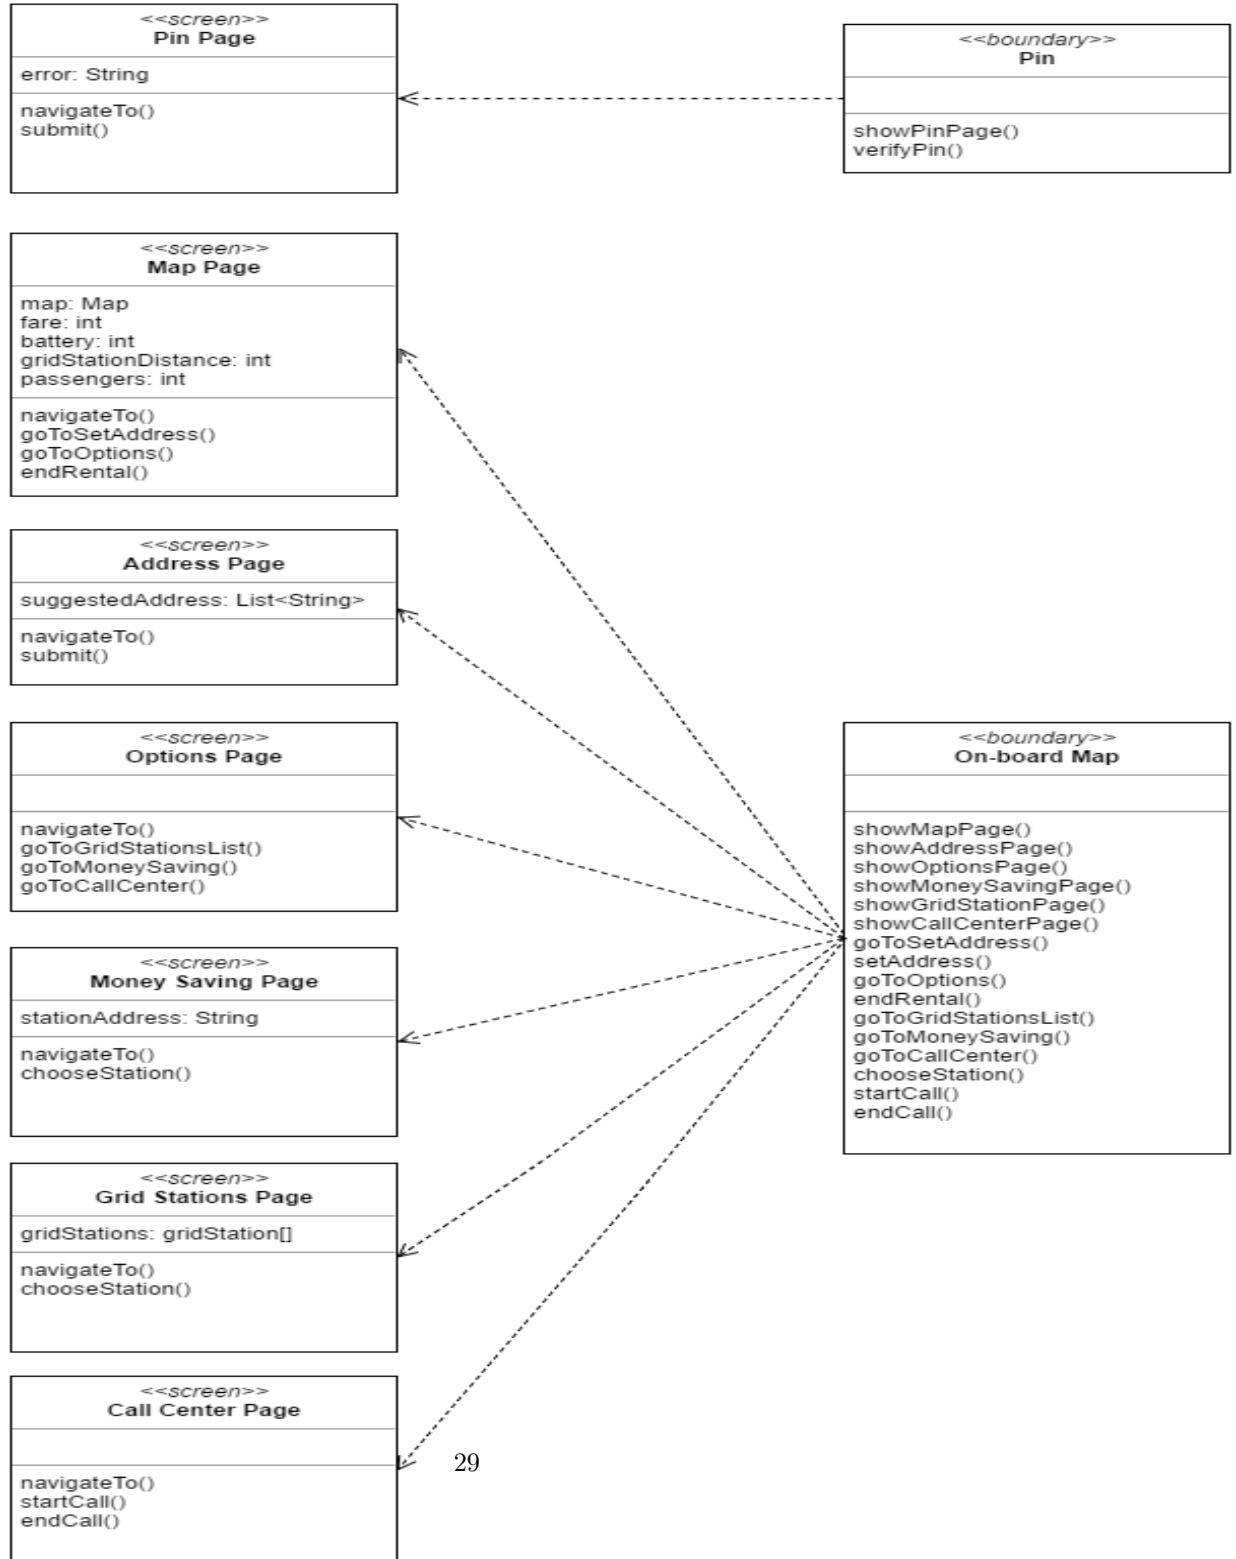 <<screen>>
Pin Page
error: String
navigateTo()
submit()
<<boundary>>
Pin
showPinPage()
verifyPin()
<<screen>>
Map Page
map: Map
fare: int
battery: int
gridStationDistance: int
passengers: int
navigateTo()
goToSetAddress()
goToOptions()
endRental()
<<screen>>
Address Page
suggestedAddress: List<String>
navigateTo()
submit()
<<screen>>
Options Page
navigateTo()
goToGridStationsList()
goToMoneySaving()
goToCallCenter()
<<boundary>>
On-board Map
showMapPage()
showAddressPage()
showOptionsPage()
showMoneySavingPage()
showGridStationPage()
showCallCenterPage()
goToSetAddress()
setAddress()
goToOptions()
endRental()
goToGridStationsList()
goToMoneySaving()
goToCallCenter()
chooseStation()
startCall()
endCall()
<<screen>>
Money Saving Page
stationAddress: String
navigateTo()
chooseStation()
<<screen>>
Grid Stations Page
gridStations: gridStation[]
navigateTo()
chooseStation()
<<screen>>
Call Center Page
navigateTo()
startCall()
endCall()
29